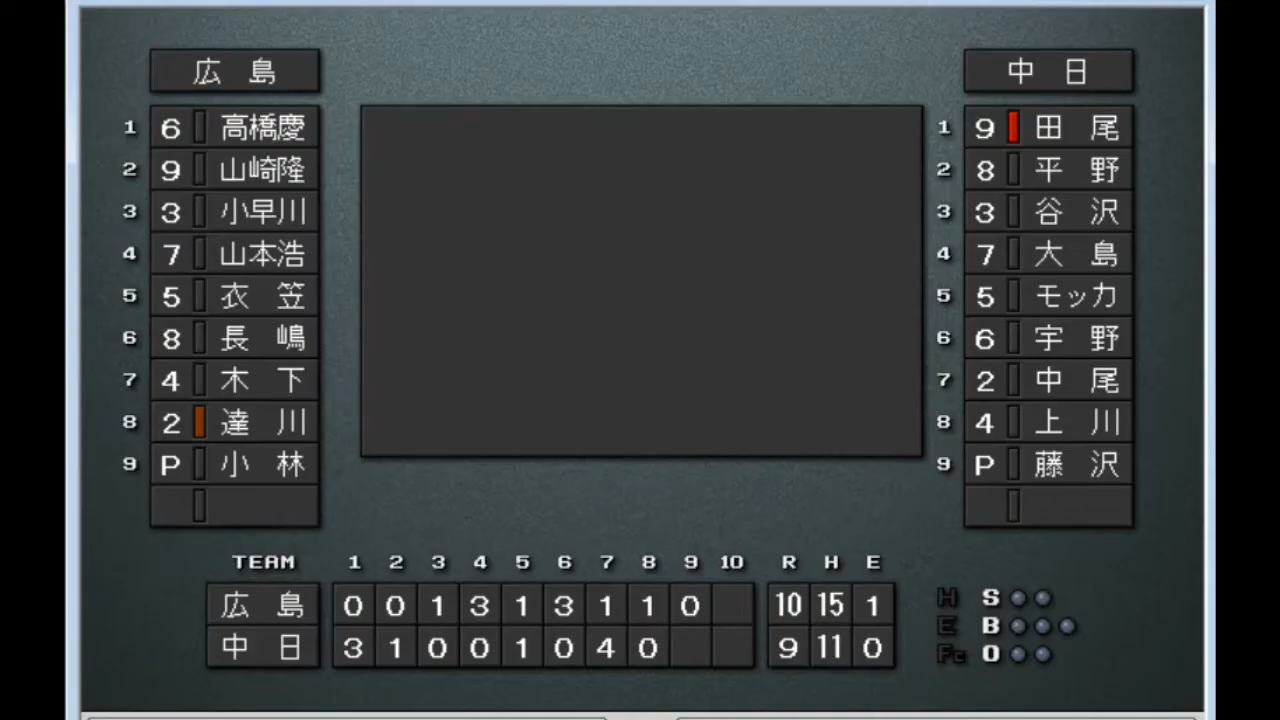 広島
1 6 高橋慶
2 9 山崎隆
3 3 小早川
4 7 山本浩
5 5 衣笠
6 8 長嶋
7 4 木下
8 2 達川
9 P 小林
中日
1 9 田尾
2 8 平野
3 3 谷沢
4 7 大島
5 5 モッカ
6 6 宇野
7 2 中尾
8 4 上川
9 P 藤沢
TEAM 1 2 3 4 5 6 7 8 9 10 R H E
広島 0 0 1 3 1 3 1 1 0 10 15 1
中日 3 1 0 0 1 0 4 0 9 11 0
H S
E B
Fc O